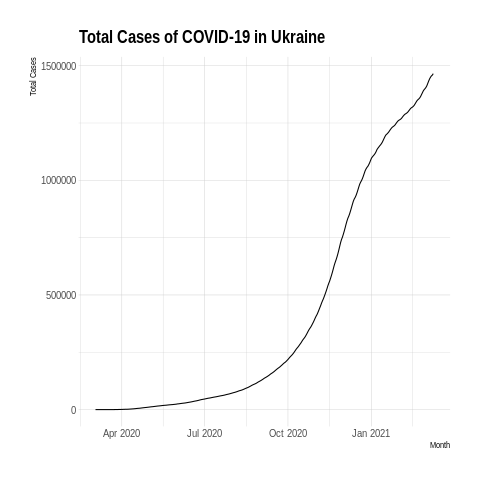 Total Cases of COVID-19 in Ukraine
Total Cases
1500000
1000000
500000
0
Apr 2020 Jul 2020 Oct 2020 Jan 2021
Month